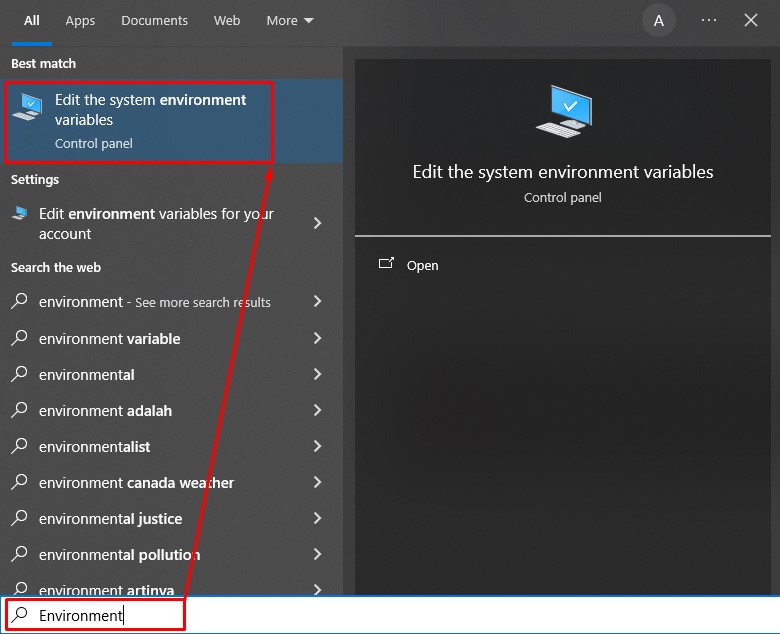 All Apps Documents Web More A
Best match
Edit the system environment
variables
Control panel
Settings
Edit environment variables for your
account
Search the web
environment - See more search results
environment variable
environmental
environment adalah
environmentalist
environment canada weather
environmental justice
environmental pollution
environment artinya
Environment
Edit the system environment variables
Control panel
Open